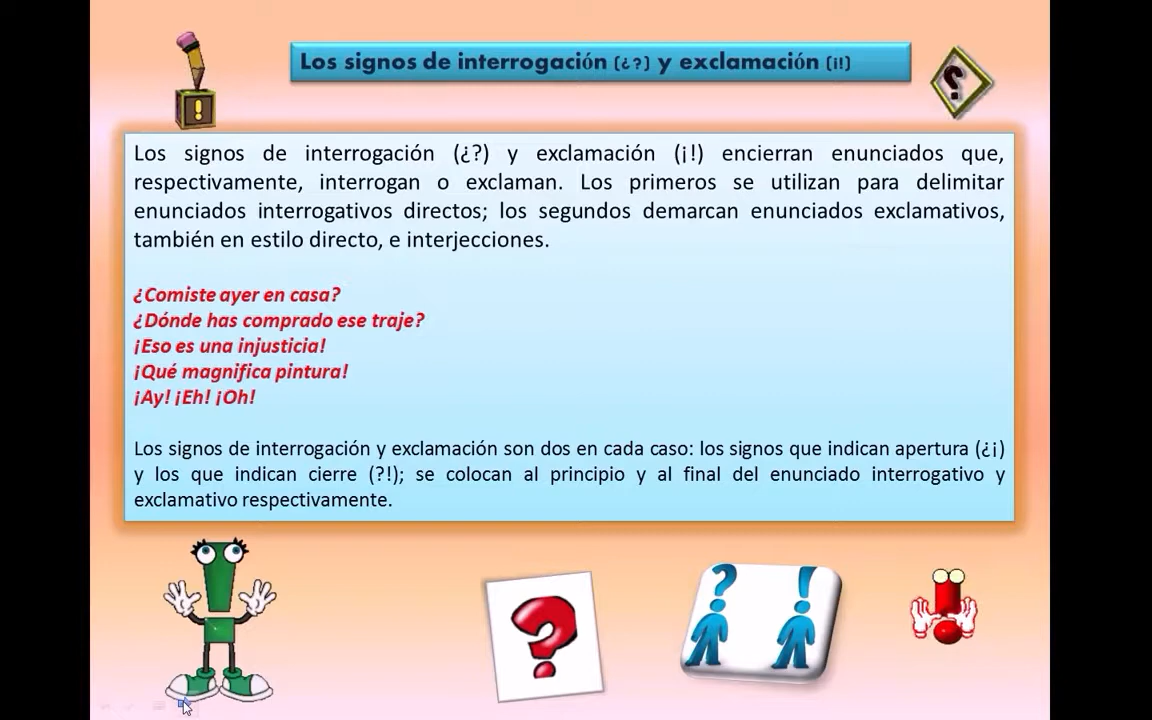 Los signos de interrogación (¿?) y exclamación (¡!)
Los signos de interrogación (¿?) y exclamación (¡!) encierran enunciados que,
respectivamente, interrogan o exclaman. Los primeros se utilizan para delimitar
enunciados interrogativos directos; los segundos demarcan enunciados exclamativos,
también en estilo directo, e interjecciones.
¿Comiste ayer en casa?
¿Dónde has comprado ese traje?
¡Eso es una injusticia!
¡Qué magnifica pintura!
¡Ay! ¡Eh! ¡Oh!
Los signos de interrogación y exclamación son dos en cada caso: los signos que indican apertura (¿¡)
y los que indican cierre (?!); se colocan al principio y al final del enunciado interrogativo y
exclamativo respectivamente.